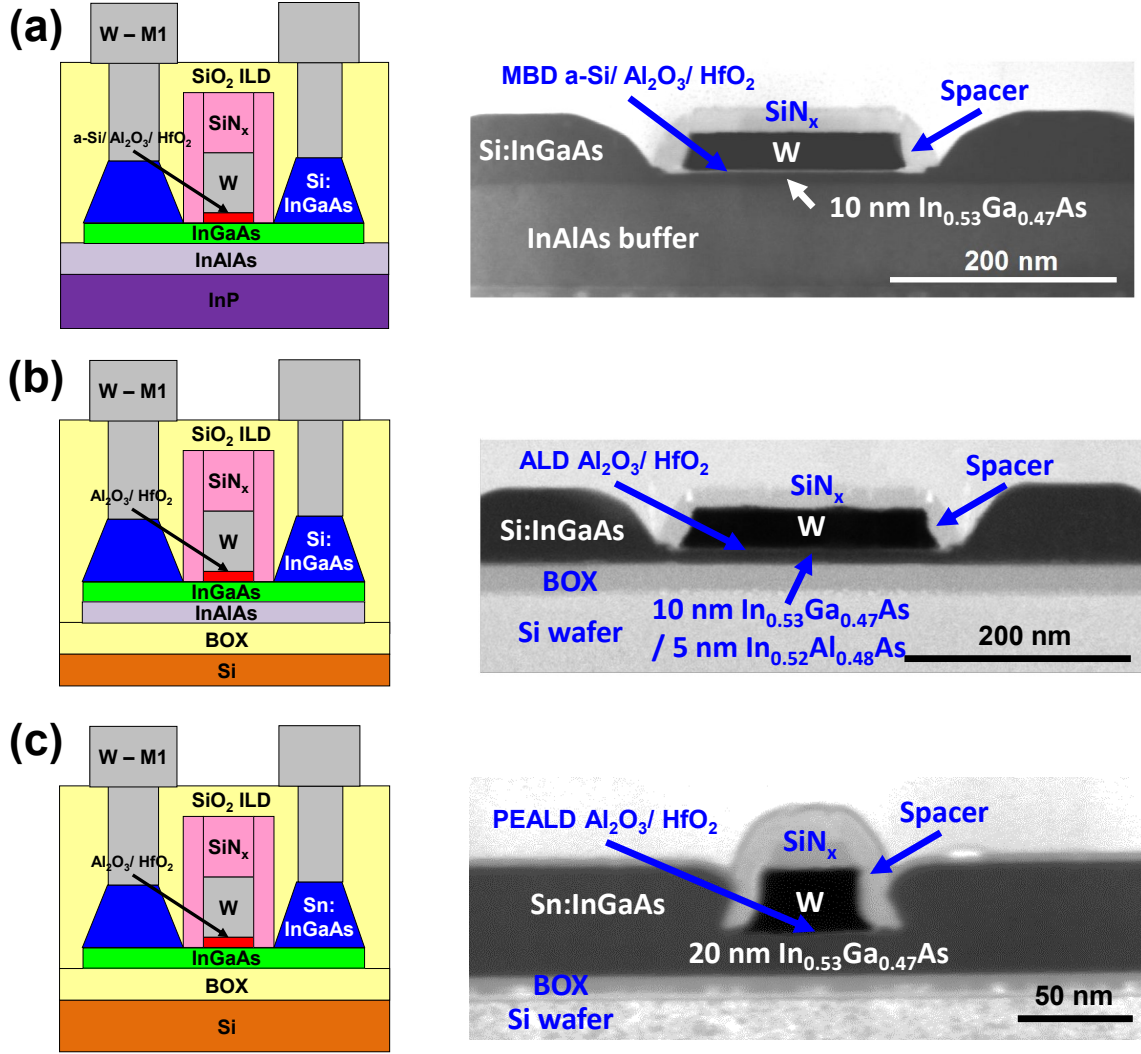 (a)
W – M1
SiO₂ ILD
SiNₓ
a-Si/ Al₂O₃/ HfO₂
W
Si:
InGaAs
InGaAs
InAlAs
InP
MBD a-Si/ Al₂O₃/ HfO₂
Spacer
SiNₓ
Si:InGaAs
W
10 nm In₀.₅₃Ga₀.₄₇As
InAlAs buffer
200 nm
(b)
W – M1
SiO₂ ILD
SiNₓ
Al₂O₃/ HfO₂
W
Si:
InGaAs
InGaAs
InAlAs
BOX
Si
ALD Al₂O₃/ HfO₂
Spacer
SiNₓ
Si:InGaAs
W
BOX
10 nm In₀.₅₃Ga₀.₄₇As
/ 5 nm In₀.₅₂Al₀.₄₈As
Si wafer
200 nm
(c)
W – M1
SiO₂ ILD
SiNₓ
Al₂O₃/ HfO₂
W
Sn:
InGaAs
InGaAs
BOX
Si
PEALD Al₂O₃/ HfO₂
Spacer
SiNₓ
Sn:InGaAs
W
20 nm In₀.₅₃Ga₀.₄₇As
BOX
Si wafer
50 nm